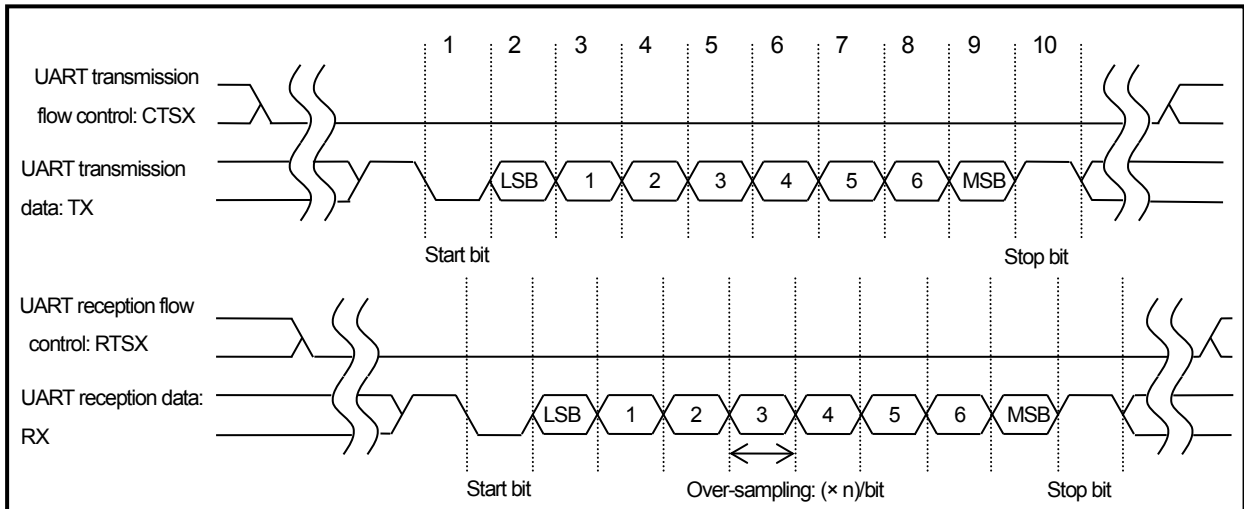 1 2 3 4 5 6 7 8 9 10
UART transmission
flow control: CTSX
UART transmission
data: TX
LSB 1 2 3 4 5 6 MSB
Start bit Stop bit
UART reception flow
control: RTSX
UART reception data:
RX
LSB 1 2 3 4 5 6 MSB
Start bit Over-sampling: (× n)/bit Stop bit